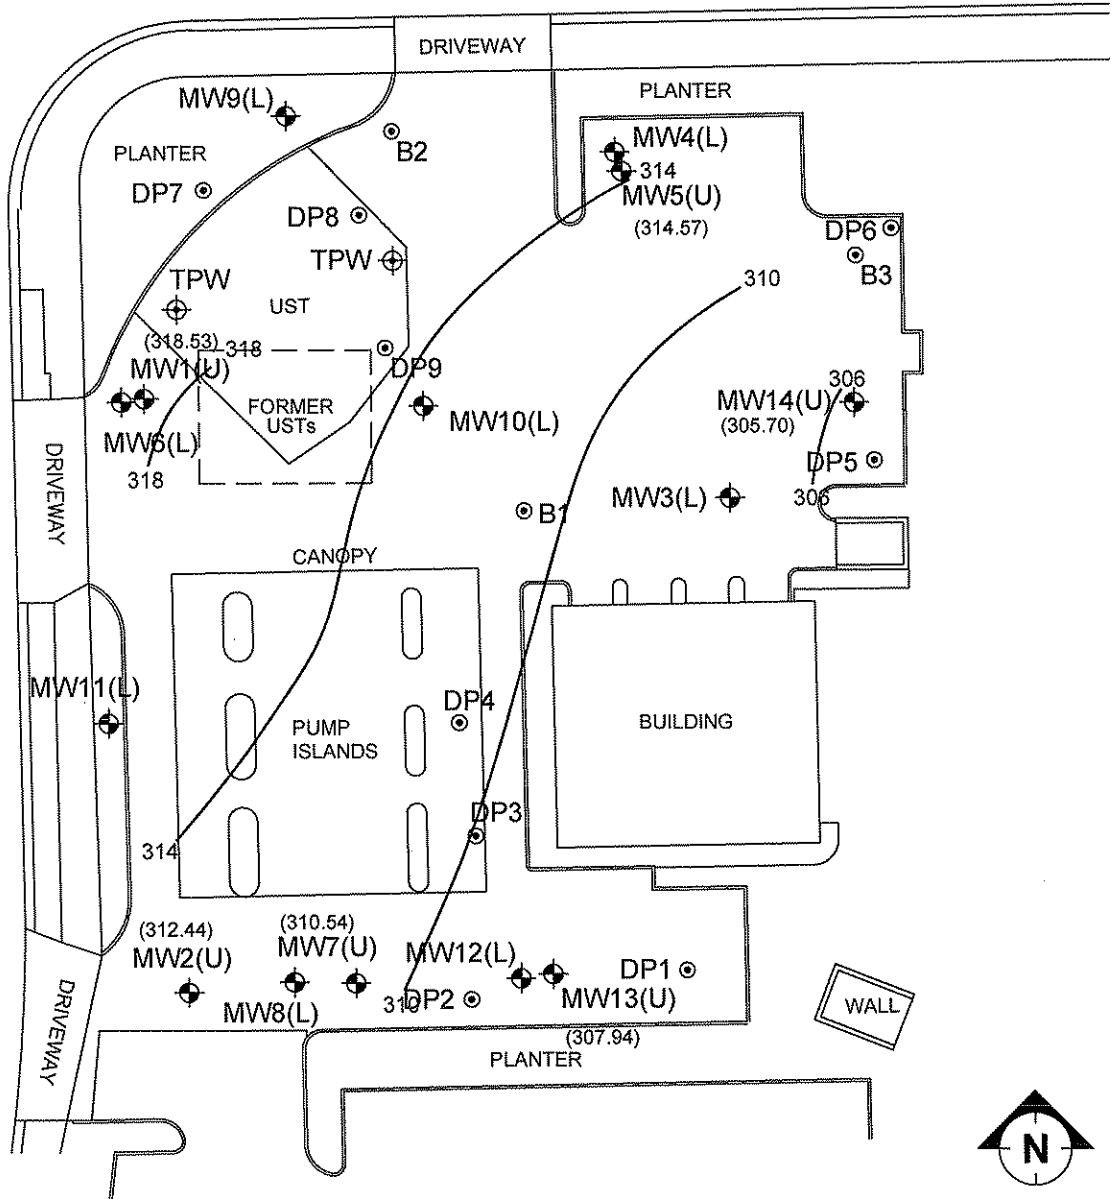 DRIVEWAY
MW9(L)
PLANTER
MW4(L)
B2
PLANTER
314
DP7
MW5(U)
DP8
(314.57)
DP6
TPW
B3
TPW
310
UST
(318.53)
318
DP9
MW1(U)
306
FORMER
USTs
MW14(U)
MW10(L)
(305.70)
MW6(L)
DP5
318
DRIVEWAY
MW3(L)
306
B1
CANOPY
MW11(L)
DP4
PUMP
ISLANDS
BUILDING
DP3
314
(312.44)
(310.54)
MW2(U)
MW7(U)
MW12(L)
DP1
DP2
310
MW13(U)
MW8(L)
WALL
DRIVEWAY
(307.94)
PLANTER
N